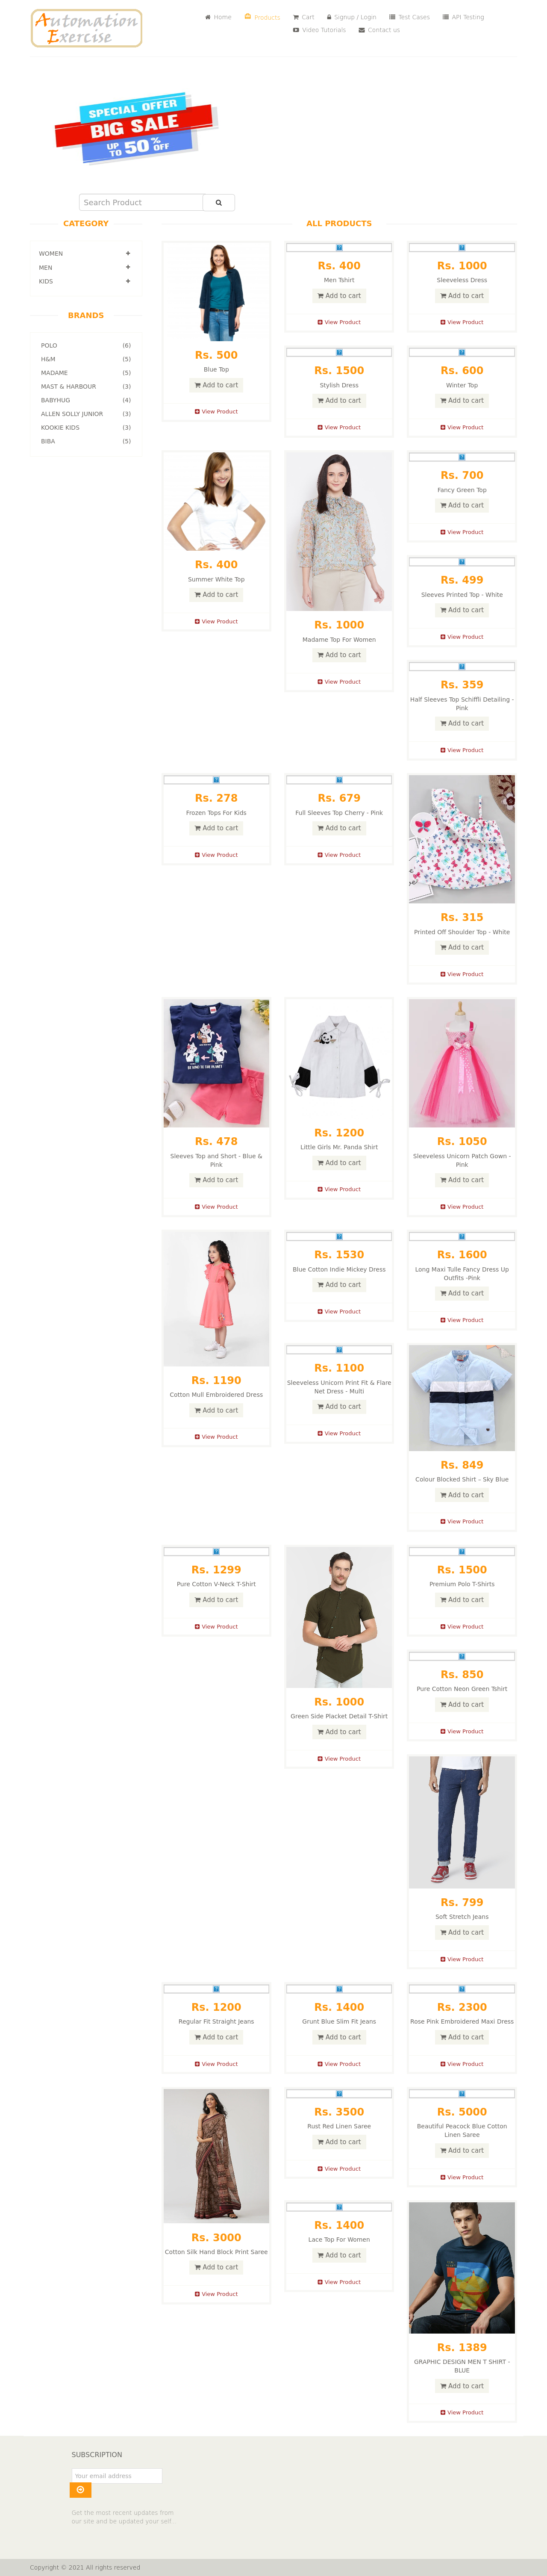 Automation
Exercise
Home
Products
Cart
Signup / Login
Test Cases
API Testing
Video Tutorials
Contact us
SPECIAL OFFER
BIG SALE
UP TO 50 %
Search Product
CATEGORY
WOMEN
MEN
KIDS
BRANDS
POLO (6)
H&M (5)
MADAME (5)
MAST & HARBOUR (3)
BABYHUG (4)
ALLEN SOLLY JUNIOR (3)
KOOKIE KIDS (3)
BIBA (5)
ALL PRODUCTS
Rs. 500
Blue Top
Add to cart
View Product
Rs. 400
Men Tshirt
Add to cart
View Product
Rs. 1000
Sleeveless Dress
Add to cart
View Product
Rs. 1500
Stylish Dress
Add to cart
View Product
Rs. 600
Winter Top
Add to cart
View Product
Rs. 400
Summer White Top
Add to cart
View Product
Rs. 1000
Madame Top For Women
Add to cart
View Product
Rs. 700
Fancy Green Top
Add to cart
View Product
Rs. 499
Sleeves Printed Top - White
Add to cart
View Product
Rs. 359
Half Sleeves Top Schiffli Detailing -
Pink
Add to cart
View Product
Rs. 278
Frozen Tops For Kids
Add to cart
View Product
Rs. 679
Full Sleeves Top Cherry - Pink
Add to cart
View Product
Rs. 315
Printed Off Shoulder Top - White
Add to cart
View Product
Rs. 478
Sleeves Top and Short - Blue &
Pink
Add to cart
View Product
Rs. 1200
Little Girls Mr. Panda Shirt
Add to cart
View Product
Rs. 1050
Sleeveless Unicorn Patch Gown -
Pink
Add to cart
View Product
Rs. 1190
Cotton Mull Embroidered Dress
Add to cart
View Product
Rs. 1530
Blue Cotton Indie Mickey Dress
Add to cart
View Product
Rs. 1600
Long Maxi Tulle Fancy Dress Up
Outfits -Pink
Add to cart
View Product
Rs. 1100
Sleeveless Unicorn Print Fit & Flare
Net Dress - Multi
Add to cart
View Product
Rs. 849
Colour Blocked Shirt – Sky Blue
Add to cart
View Product
Rs. 1299
Pure Cotton V-Neck T-Shirt
Add to cart
View Product
Rs. 1000
Green Side Placket Detail T-Shirt
Add to cart
View Product
Rs. 1500
Premium Polo T-Shirts
Add to cart
View Product
Rs. 850
Pure Cotton Neon Green Tshirt
Add to cart
View Product
Rs. 799
Soft Stretch Jeans
Add to cart
View Product
Rs. 1200
Regular Fit Straight Jeans
Add to cart
View Product
Rs. 1400
Grunt Blue Slim Fit Jeans
Add to cart
View Product
Rs. 2300
Rose Pink Embroidered Maxi Dress
Add to cart
View Product
Rs. 3000
Cotton Silk Hand Block Print Saree
Add to cart
View Product
Rs. 3500
Rust Red Linen Saree
Add to cart
View Product
Rs. 5000
Beautiful Peacock Blue Cotton
Linen Saree
Add to cart
View Product
Rs. 1400
Lace Top For Women
Add to cart
View Product
Rs. 1389
GRAPHIC DESIGN MEN T SHIRT -
BLUE
Add to cart
View Product
SUBSCRIPTION
Your email address
Get the most recent updates from
our site and be updated your self...
Copyright © 2021 All rights reserved